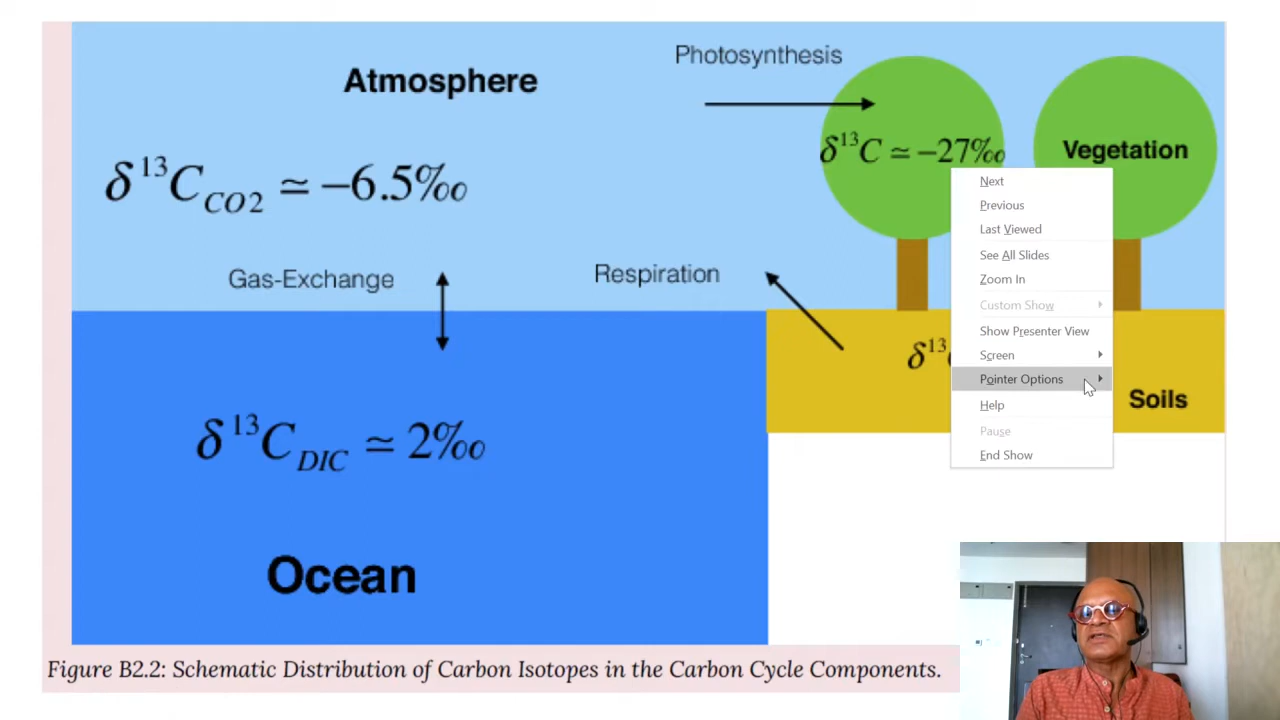 Photosynthesis
Atmosphere
δ¹³C ≃ −27‰
Vegetation
δ¹³C_CO2 ≃ −6.5‰
Next
Previous
Last Viewed
See All Slides
Zoom In
Custom Show
Show Presenter View
Screen
Pointer Options
Help
Pause
End Show
Gas-Exchange
Respiration
δ¹³
Soils
δ¹³C_DIC ≃ 2‰
Ocean
Figure B2.2: Schematic Distribution of Carbon Isotopes in the Carbon Cycle Components.